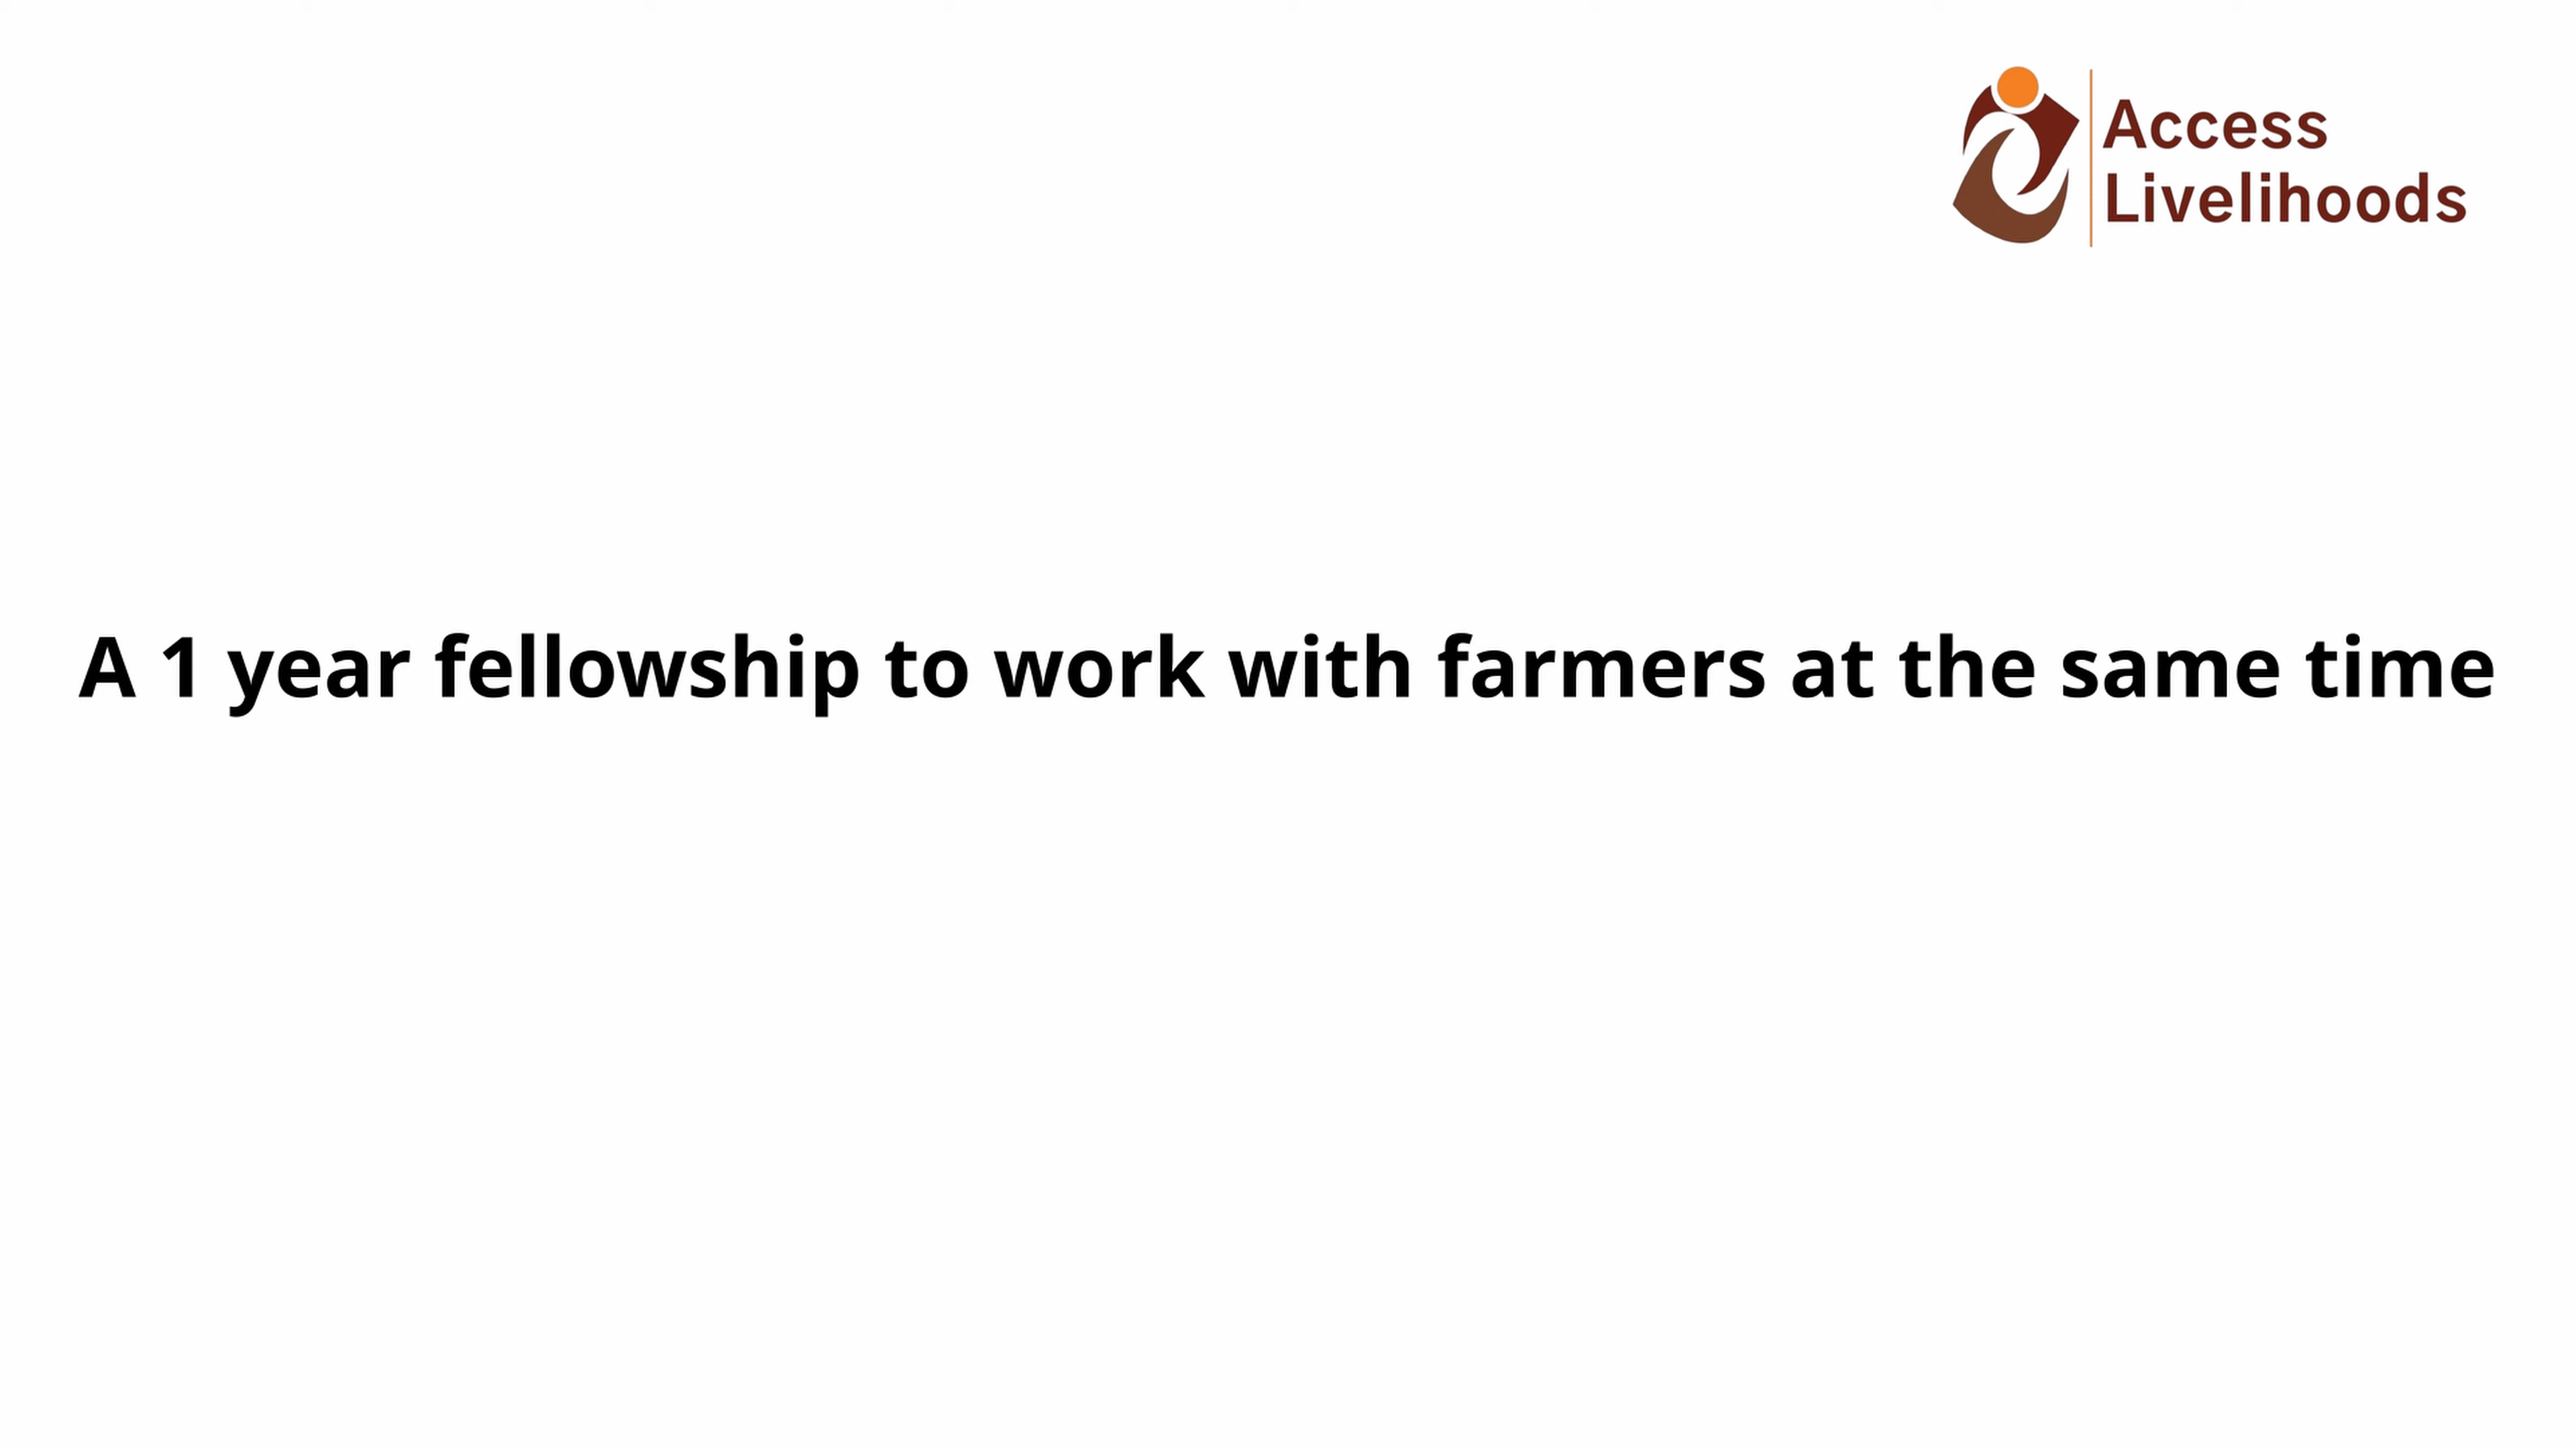 Access
Livelihoods
A 1 year fellowship to work with farmers at the same time